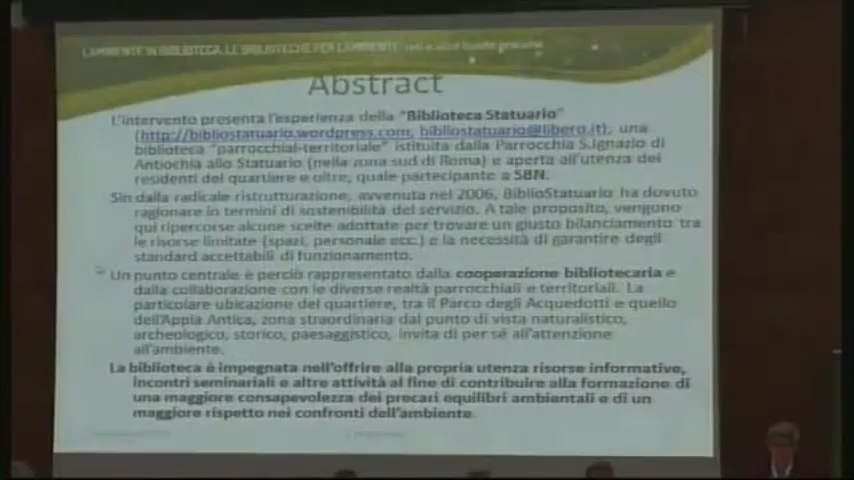 L'AMBIENTE IN BIBLIOTECA, LE BIBLIOTECHE PER L'AMBIENTE
Abstract
L'intervento presenta l'esperienza della "Biblioteca Statuario"
(http://bibliostatuario.wordpress.com, bibliostatuario@libero.it), una
biblioteca "parrocchial-territoriale" istituita dalla Parrocchia S.Ignazio di
Antiochia allo Statuario (nella zona sud di Roma) e aperta all'utenza dei
residenti del quartiere e oltre, quale partecipante a SBN.
Sin dalla radicale ristrutturazione, avvenuta nel 2006, BiblioStatuario ha dovuto
ragionare in termini di sostenibilità del servizio. A tale proposito, vengono
qui ripercorse alcune scelte adottate per trovare un giusto bilanciamento tra
le risorse limitate (spazi, personale ecc.) e la necessità di garantire degli
standard accettabili di funzionamento.
Un punto centrale è perciò rappresentato dalla cooperazione bibliotecaria e
dalla collaborazione con le diverse realtà parrocchiali e territoriali. La
particolare ubicazione del quartiere, tra il Parco degli Acquedotti e quello
dell'Appia Antica, zona straordinaria dal punto di vista naturalistico,
archeologico, storico, paesaggistico, invita di per sé all'attenzione
all'ambiente.
La biblioteca è impegnata nell'offrire alla propria utenza risorse informative,
incontri seminariali e altre attività al fine di contribuire alla formazione di
una maggiore consapevolezza dei precari equilibri ambientali e di un
maggiore rispetto nei confronti dell'ambiente.